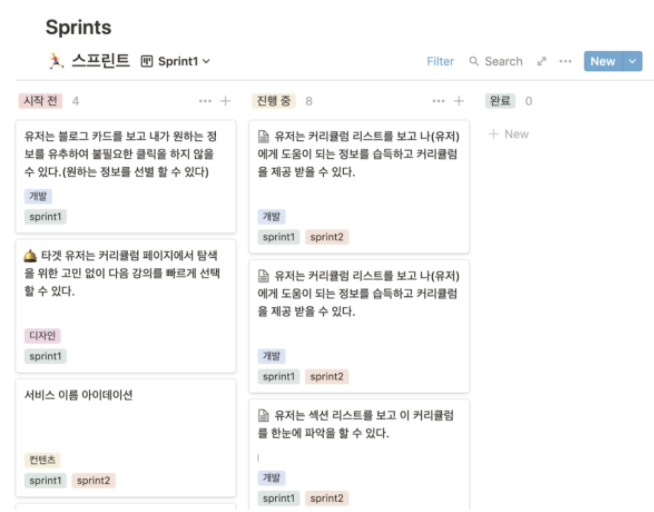 Sprints
스프린트 Sprint1
Filter Search New
시작 전 4
유저는 블로그 카드를 보고 내가 원하는 정
보를 유추하여 불필요한 클릭을 하지 않을
수 있다.(원하는 정보를 선별 할 수 있다)
개발
sprint1
타겟 유저는 커리큘럼 페이지에서 탐색
을 위한 고민 없이 다음 강의를 빠르게 선택
할 수 있다.
디자인
sprint1
서비스 이름 아이데이션
컨텐츠
sprint1 sprint2
진행 중 8
유저는 커리큘럼 리스트를 보고 나(유저)
에게 도움이 되는 정보를 습득하고 커리큘럼
을 제공 받을 수 있다.
개발
sprint1 sprint2
유저는 커리큘럼 리스트를 보고 나(유저)
에게 도움이 되는 정보를 습득하고 커리큘럼
을 제공 받을 수 있다.
개발
sprint1 sprint2
유저는 섹션 리스트를 보고 이 커리큘럼
를 한눈에 파악을 할 수 있다.
개발
sprint1 sprint2
완료 0
New